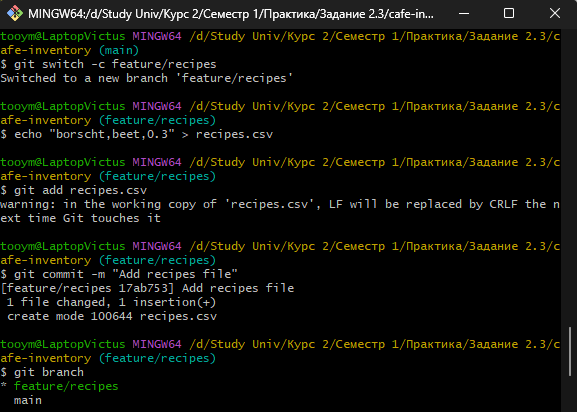 MINGW64:/d/Study Univ/Курс 2/Семестр 1/Практика/Задание 2.3/cafe-in...
tooym@LaptopVictus MINGW64 /d/Study Univ/Курс 2/Семестр 1/Практика/Задание 2.3/c
afe-inventory (main)
$ git switch -c feature/recipes
Switched to a new branch 'feature/recipes'
tooym@LaptopVictus MINGW64 /d/Study Univ/Курс 2/Семестр 1/Практика/Задание 2.3/c
afe-inventory (feature/recipes)
$ echo "borscht,beet,0.3" > recipes.csv
tooym@LaptopVictus MINGW64 /d/Study Univ/Курс 2/Семестр 1/Практика/Задание 2.3/c
afe-inventory (feature/recipes)
$ git add recipes.csv
warning: in the working copy of 'recipes.csv', LF will be replaced by CRLF the n
ext time Git touches it
tooym@LaptopVictus MINGW64 /d/Study Univ/Курс 2/Семестр 1/Практика/Задание 2.3/c
afe-inventory (feature/recipes)
$ git commit -m "Add recipes file"
[feature/recipes 17ab753] Add recipes file
 1 file changed, 1 insertion(+)
 create mode 100644 recipes.csv
tooym@LaptopVictus MINGW64 /d/Study Univ/Курс 2/Семестр 1/Практика/Задание 2.3/c
afe-inventory (feature/recipes)
$ git branch
* feature/recipes
  main